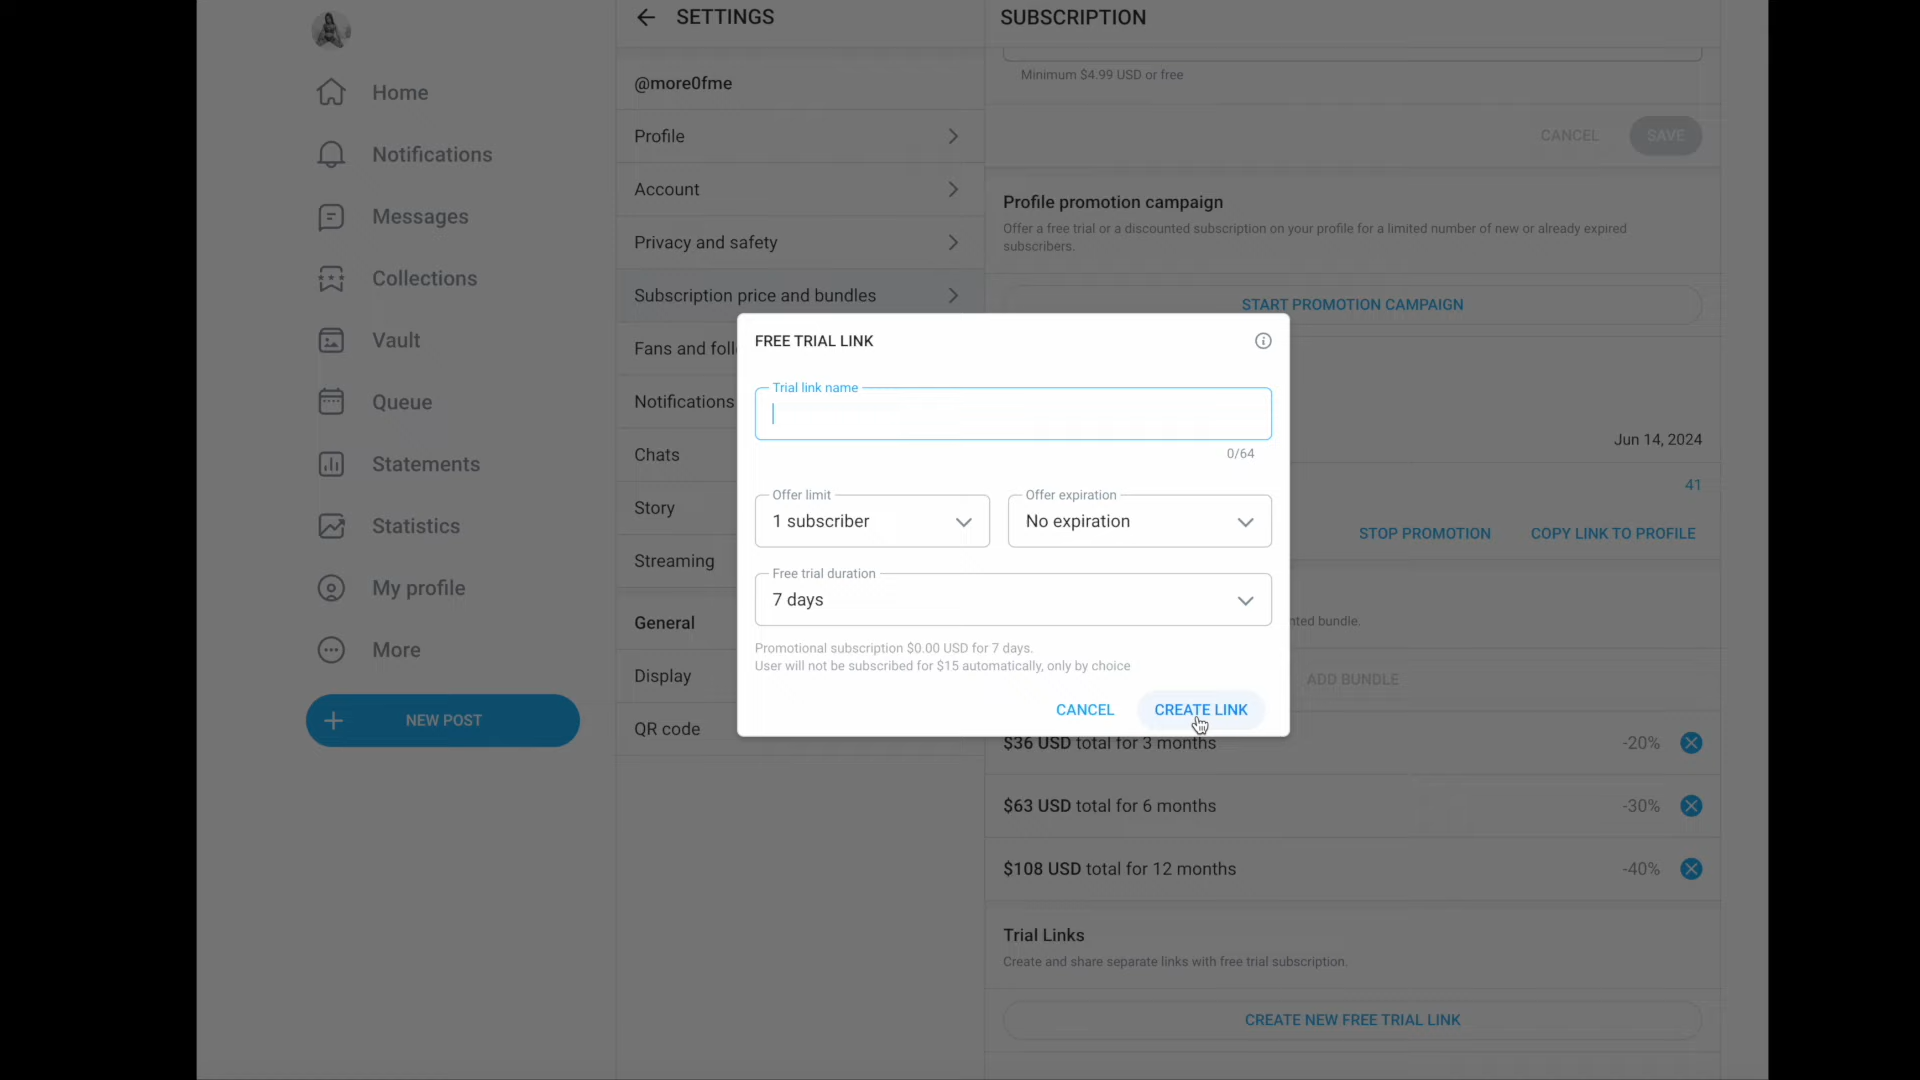 Home
Notifications
Messages
Collections
Vault
Queue
Statements
Statistics
My profile
More
NEW POST
SETTINGS
@more0fme
Profile
Account
Privacy and safety
Subscription price and bundles
Fans and foll
Notifications
Chats
Story
Streaming
General
Display
QR code
SUBSCRIPTION
Minimum $4.99 USD or free
CANCEL SAVE
Profile promotion campaign
Offer a free trial or a discounted subscription on your profile for a limited number of new or already expired
subscribers.
START PROMOTION CAMPAIGN
Jun 14, 2024
41
STOP PROMOTION COPY LINK TO PROFILE
nted bundle.
ADD BUNDLE
$36 USD total for 3 months -20%
$63 USD total for 6 months -30%
$108 USD total for 12 months -40%
Trial Links
Create and share separate links with free trial subscription.
CREATE NEW FREE TRIAL LINK
FREE TRIAL LINK
Trial link name
0/64
Offer limit
1 subscriber
Offer expiration
No expiration
Free trial duration
7 days
Promotional subscription $0.00 USD for 7 days.
User will not be subscribed for $15 automatically, only by choice
CANCEL CREATE LINK